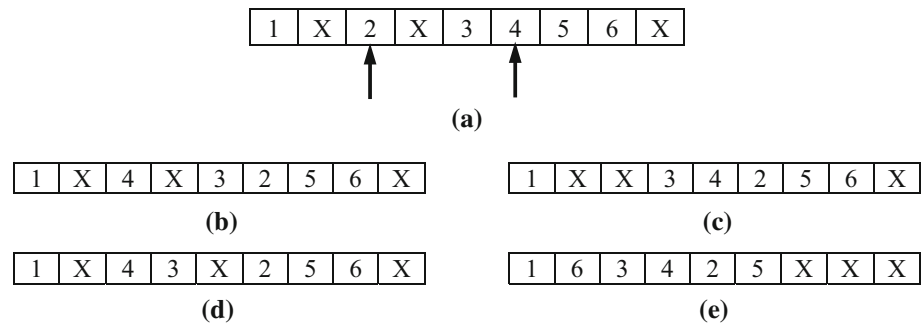 1 X 2 X 3 4 5 6 X
(a)
1 X 4 X 3 2 5 6 X
1 X X 3 4 2 5 6 X
(b)
(c)
1 X 4 3 X 2 5 6 X
1 6 3 4 2 5 X X X
(d)
(e)